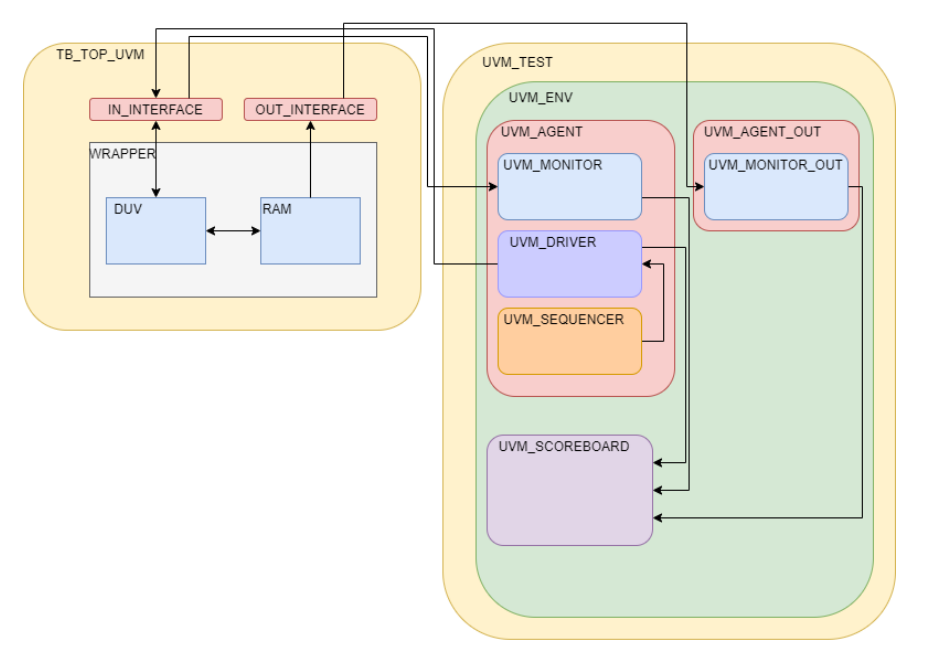 TB_TOP_UVM
IN_INTERFACE
OUT_INTERFACE
WRAPPER
DUV
RAM
UVM_TEST
UVM_ENV
UVM_AGENT
UVM_MONITOR
UVM_DRIVER
UVM_SEQUENCER
UVM_AGENT_OUT
UVM_MONITOR_OUT
UVM_SCOREBOARD